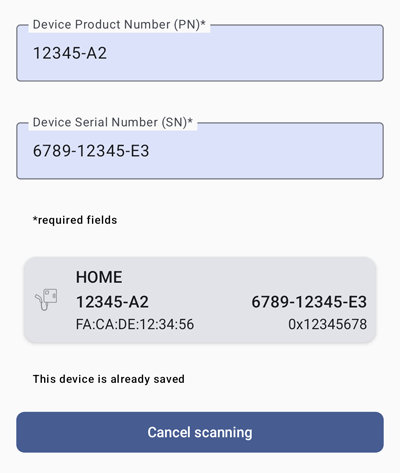 Device Product Number (PN)*
12345-A2
Device Serial Number (SN)*
6789-12345-E3
*required fields
HOME
12345-A2 6789-12345-E3
FA:CA:DE:12:34:56 0x12345678
This device is already saved
Cancel scanning